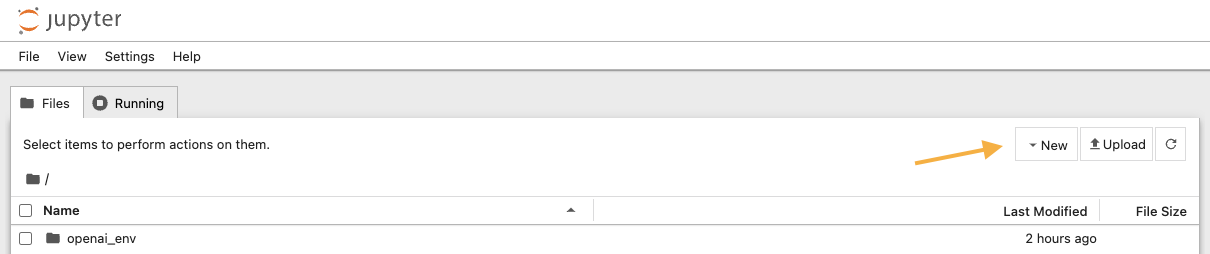 jupyter
File View Settings Help
Files Running
Select items to perform actions on them. New Upload
/
Name Last Modified File Size
openai_env 2 hours ago